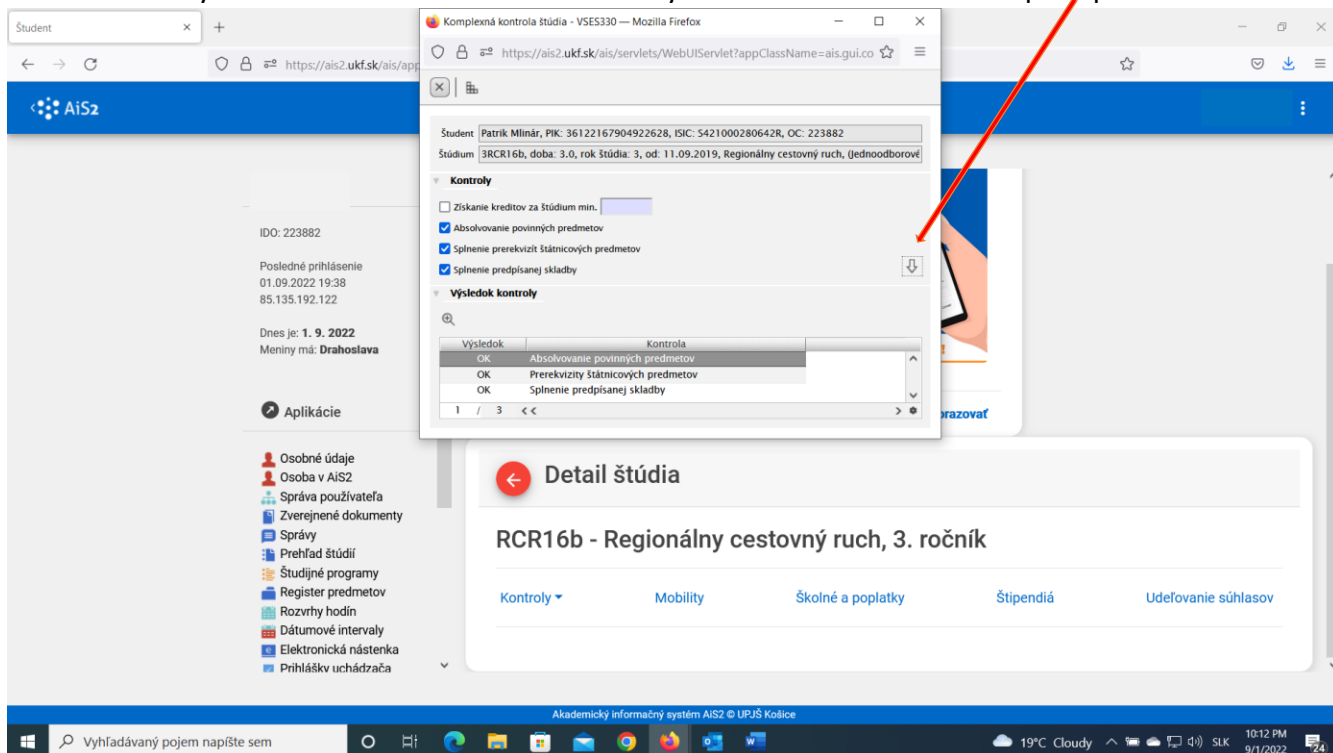 Študent
Komplexná kontrola štúdia - VSES330 — Mozilla Firefox
https://ais2.ukf.sk/ais/app
https://ais2.ukf.sk/ais/servlets/WebUIServlet?appClassName=ais.gui.co
AiS2
Študent Patrik Mlinár, PIK: 36122167904922628, ISIC: S421000280642R, OC: 223882
Štúdium 3RCR16b, doba: 3.0, rok štúdia: 3, od: 11.09.2019, Regionálny cestovný ruch, (Jednoodborové
Kontroly
Získanie kreditov za štúdium min.
Absolvovanie povinných predmetov
Splnenie prerekvizít štátnicových predmetov
Splnenie predpísanej skladby
Výsledok kontroly
Výsledok Kontrola
OK Absolvovanie povinných predmetov
OK Prerekvizity štátnicových predmetov
OK Splnenie predpísanej skladby
1 / 3
IDO: 223882
Posledné prihlásenie
01.09.2022 19:38
85.135.192.122
Dnes je: 1. 9. 2022
Meniny má: Drahoslava
Aplikácie
Osobné údaje
Osoba v AiS2
Správa používateľa
Zverejnené dokumenty
Správy
Prehľad štúdií
Študijné programy
Register predmetov
Rozvrhy hodín
Dátumové intervaly
Elektronická nástenka
Prihlášky uchádzača
razovať
Detail štúdia
RCR16b - Regionálny cestovný ruch, 3. ročník
Kontroly Mobility Školné a poplatky Štipendiá Udeľovanie súhlasov
Akademický informačný systém AiS2 © UPJŠ Košice
Vyhľadávaný pojem napíšte sem
19°C Cloudy
SLK
10:12 PM
9/1/2022
24